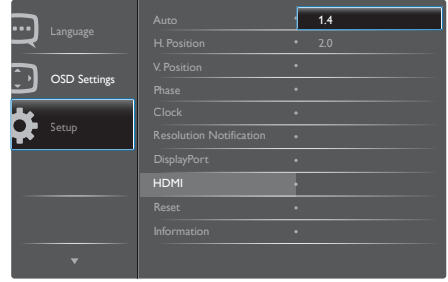 Language
OSD Settings
Setup
Auto
H. Position
V. Position
Phase
Clock
Resolution Notification
DisplayPort
HDMI
Reset
Information
1.4
2.0